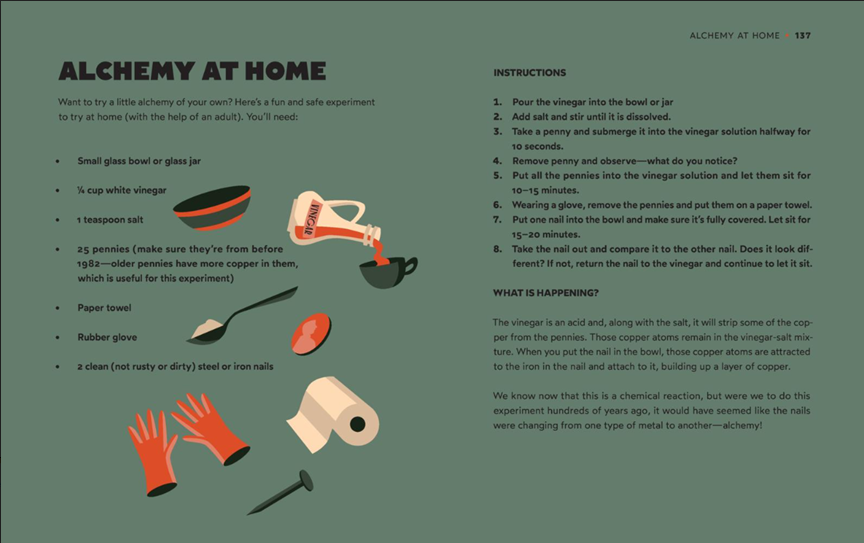 ALCHEMY AT HOME • 137
ALCHEMY AT HOME
Want to try a little alchemy of your own? Here's a fun and safe experiment
to try at home (with the help of an adult). You'll need:
• Small glass bowl or glass jar
• ¼ cup white vinegar
• 1 teaspoon salt
• 25 pennies (make sure they're from before
1982—older pennies have more copper in them,
which is useful for this experiment)
• Paper towel
• Rubber glove
• 2 clean (not rusty or dirty) steel or iron nails
VINEGAR
INSTRUCTIONS
1. Pour the vinegar into the bowl or jar
2. Add salt and stir until it is dissolved.
3. Take a penny and submerge it into the vinegar solution halfway for
10 seconds.
4. Remove penny and observe—what do you notice?
5. Put all the pennies into the vinegar solution and let them sit for
10–15 minutes.
6. Wearing a glove, remove the pennies and put them on a paper towel.
7. Put one nail into the bowl and make sure it's fully covered. Let sit for
15–20 minutes.
8. Take the nail out and compare it to the other nail. Does it look dif-
ferent? If not, return the nail to the vinegar and continue to let it sit.
WHAT IS HAPPENING?
The vinegar is an acid and, along with the salt, it will strip some of the cop-
per from the pennies. Those copper atoms remain in the vinegar-salt mix-
ture. When you put the nail in the bowl, those copper atoms are attracted
to the iron in the nail and attach to it, building up a layer of copper.
We know now that this is a chemical reaction, but were we to do this
experiment hundreds of years ago, it would have seemed like the nails
were changing from one type of metal to another—alchemy!